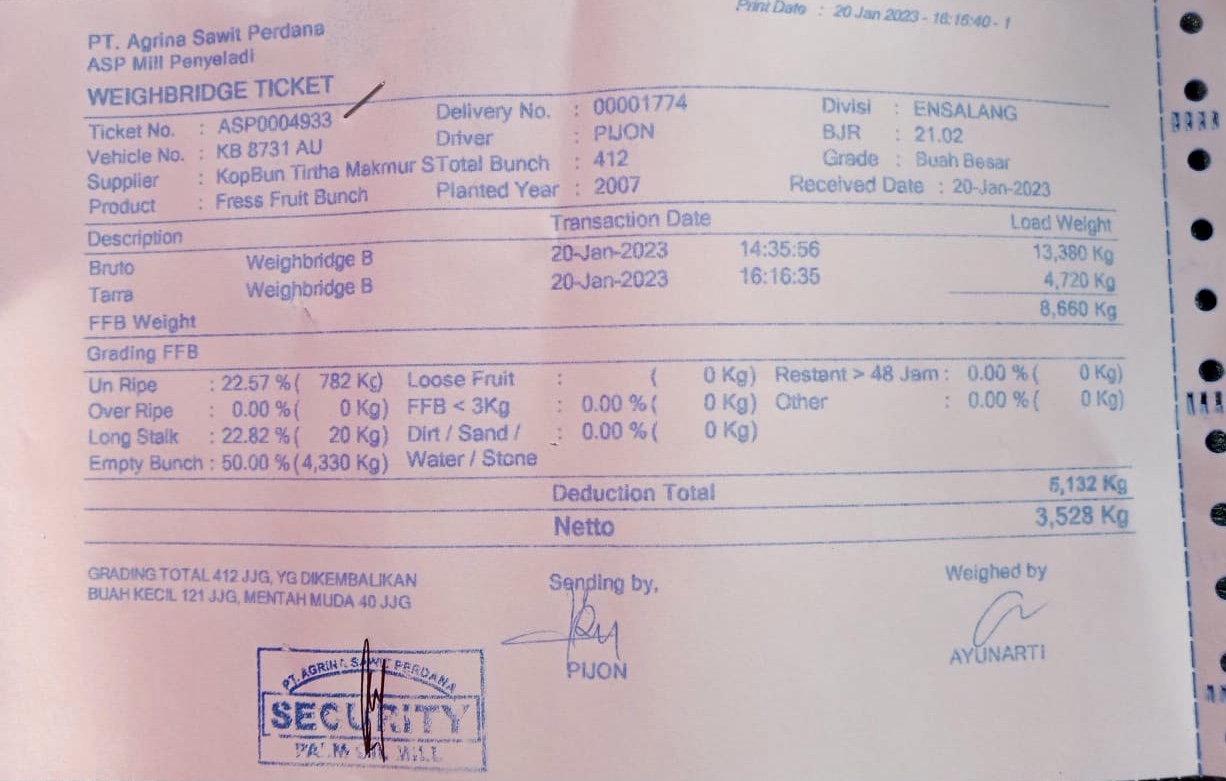 Print Date : 20 Jan 2023 - 16:16:40 - 1
PT. Agrina Sawit Perdana
ASP Mill Penyeladi
WEIGHBRIDGE TICKET
Ticket No. : ASP0004933 Delivery No. : 00001774 Divisi : ENSALANG
Vehicle No. : KB 8731 AU Driver : PIJON BJR : 21.02
Supplier : KopBun Tirtha Makmur S Total Bunch : 412 Grade : Buah Besar
Product : Fress Fruit Bunch Planted Year : 2007 Received Date : 20-Jan-2023
Description Transaction Date Load Weight
Bruto Weighbridge B 20-Jan-2023 14:35:56 13,380 Kg
Tarra Weighbridge B 20-Jan-2023 16:16:35 4,720 Kg
FFB Weight 8,660 Kg
Grading FFB
Un Ripe : 22.57 % ( 782 Kg) Loose Fruit : ( 0 Kg) Restant > 48 Jam : 0.00 % ( 0 Kg)
Over Ripe : 0.00 % ( 0 Kg) FFB < 3Kg : 0.00 % ( 0 Kg) Other : 0.00 % ( 0 Kg)
Long Stalk : 22.82 % ( 20 Kg) Dirt / Sand / : 0.00 % ( 0 Kg)
Empty Bunch : 50.00 % (4,330 Kg) Water / Stone
Deduction Total 5,132 Kg
Netto 3,528 Kg
GRADING TOTAL 412 JJG, YG DIKEMBALIKAN
BUAH KECIL 121 JJG, MENTAH MUDA 40 JJG
Sending by,
Weighed by
PIJON
AYUNARTI
PT. AGRINA SAWIT PERDANA
SECURITY
PALM OIL MILL